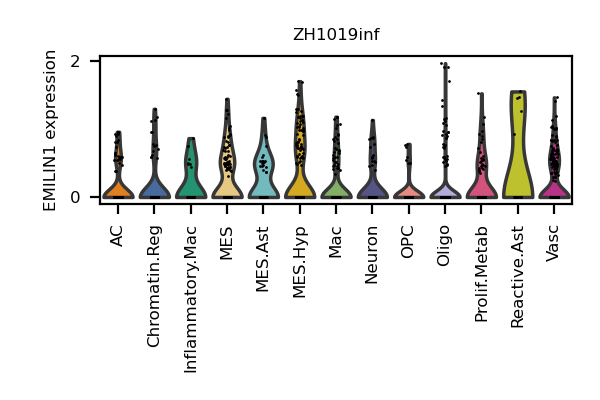 ZH1019inf
EMILIN1 expression
2
0
AC
Chromatin.Reg
Inflammatory.Mac
MES
MES.Ast
MES.Hyp
Mac
Neuron
OPC
Oligo
Prolif.Metab
Reactive.Ast
Vasc